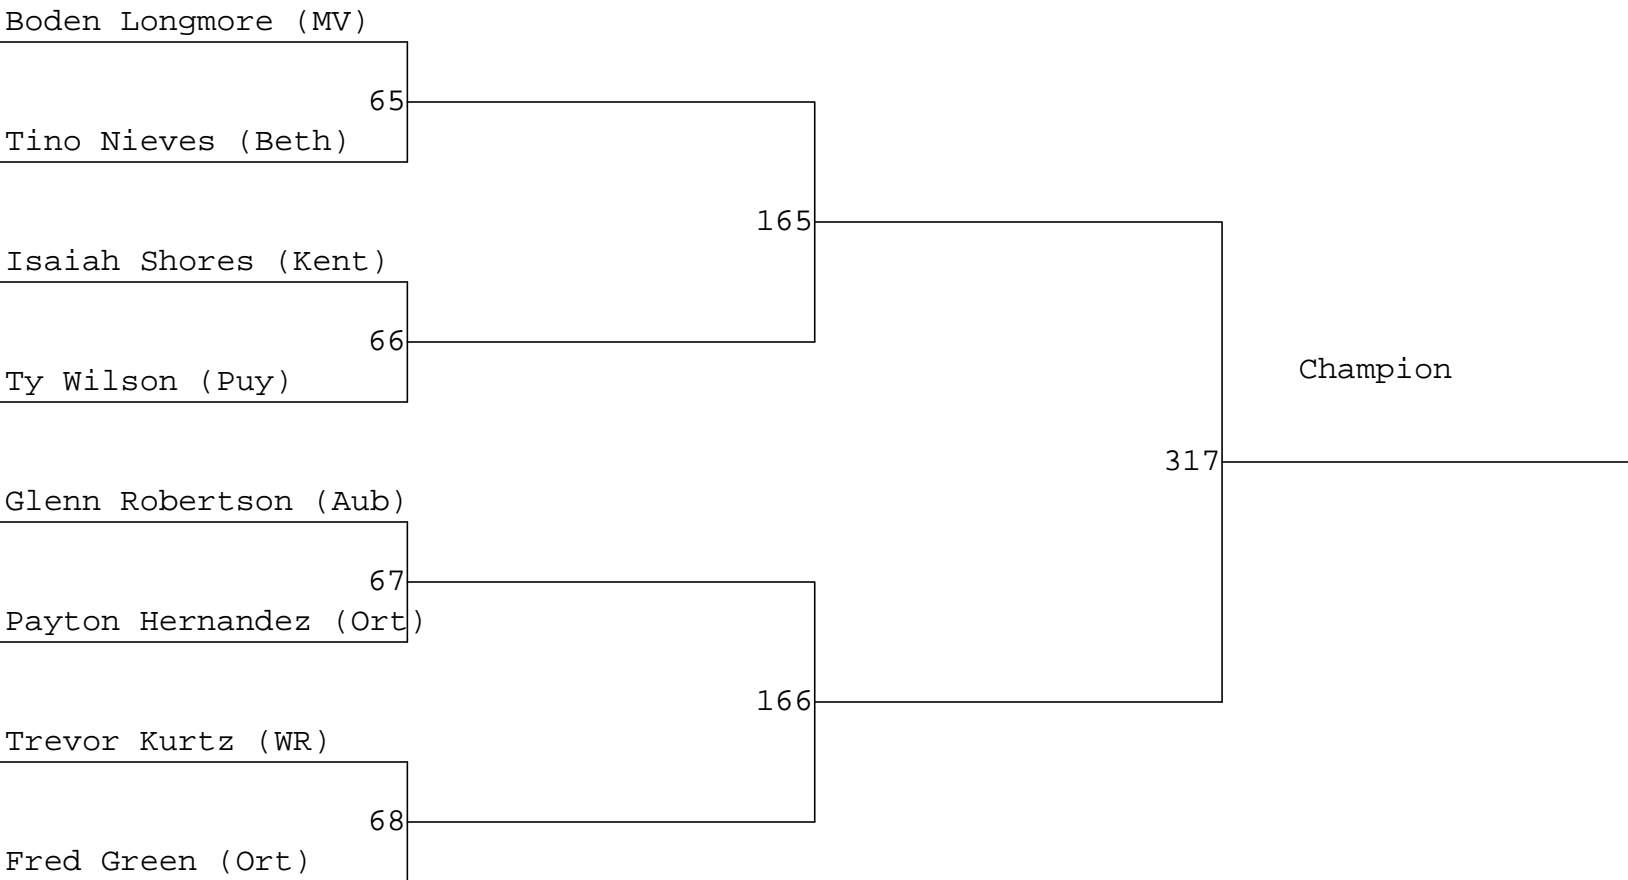 Boden Longmore (MV)
65
Tino Nieves (Beth)
165
Isaiah Shores (Kent)
66
Champion
Ty Wilson (Puy)
317
Glenn Robertson (Aub)
67
Payton Hernandez (Ort)
166
Trevor Kurtz (WR)
68
Fred Green (Ort)